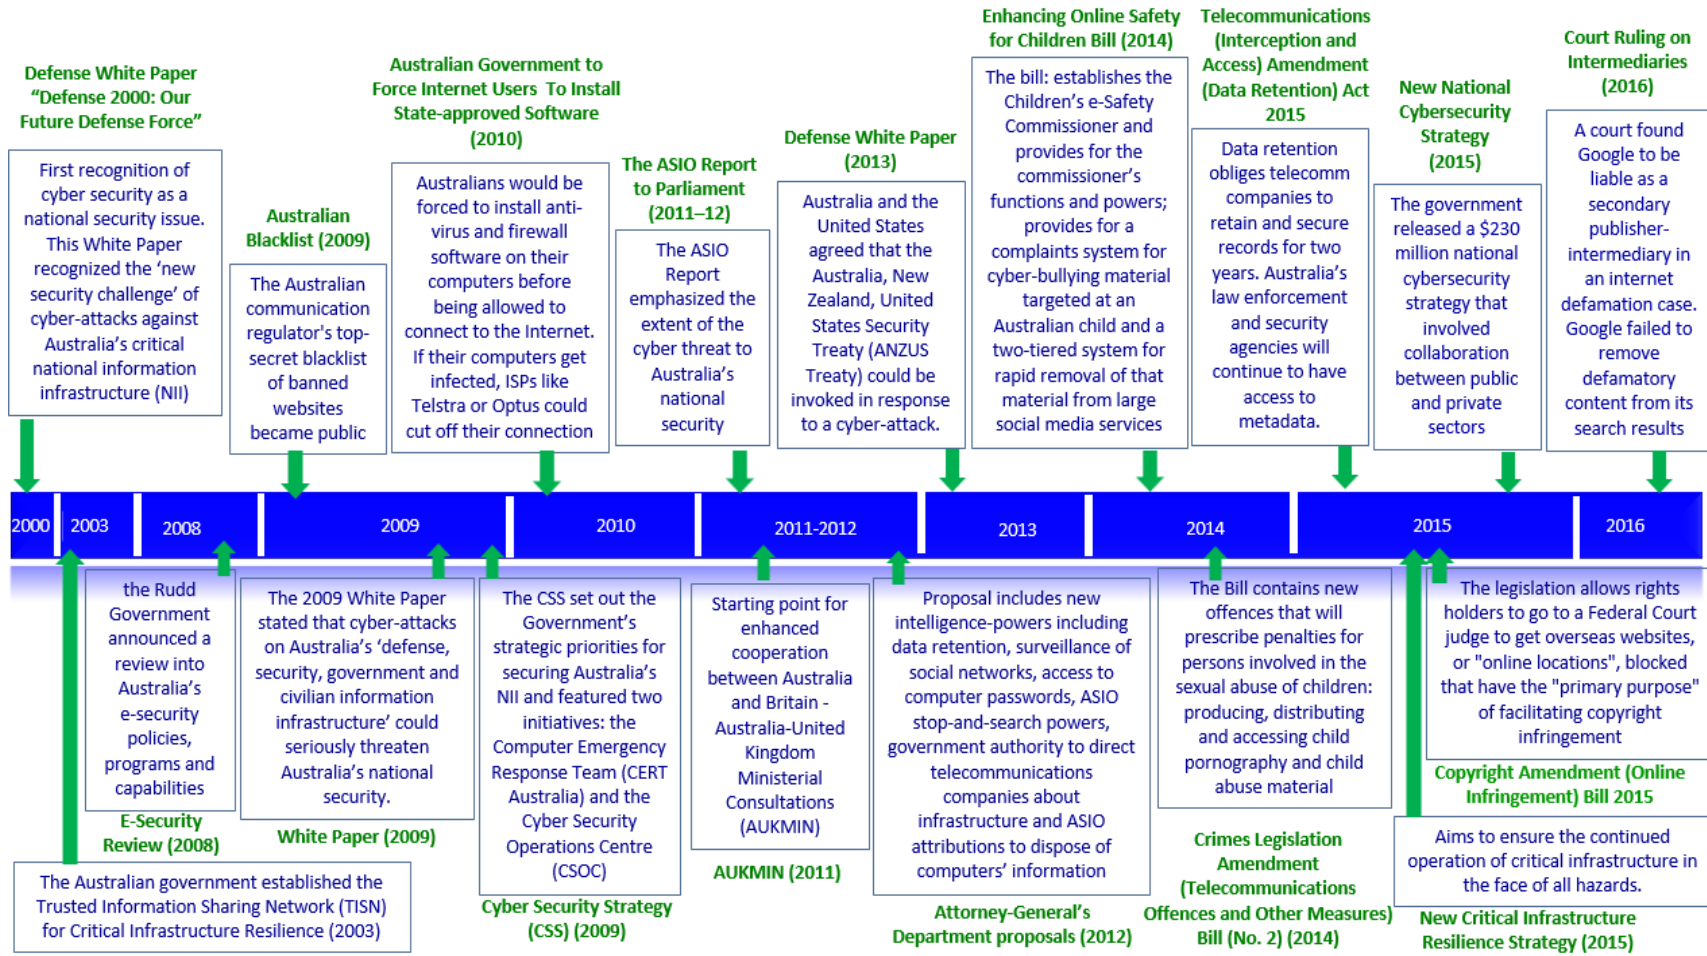 Defense White Paper
“Defense 2000: Our
Future Defense Force”
First recognition of
cyber security as a
national security issue.
This White Paper
recognized the ‘new
security challenge’ of
cyber-attacks against
Australia’s critical
national information
infrastructure (NII)
Australian
Blacklist (2009)
The Australian
communication
regulator's top-
secret blacklist
of banned
websites
became public
Australian Government to
Force Internet Users To Install
State-approved Software
(2010)
Australians would be
forced to install anti-
virus and firewall
software on their
computers before
being allowed to
connect to the Internet.
If their computers get
infected, ISPs like
Telstra or Optus could
cut off their connection
The ASIO Report
to Parliament
(2011–12)
The ASIO
Report
emphasized the
extent of the
cyber threat to
Australia’s
national
security
Defense White Paper
(2013)
Australia and the
United States
agreed that the
Australia, New
Zealand, United
States Security
Treaty (ANZUS
Treaty) could be
invoked in response
to a cyber-attack.
Enhancing Online Safety
for Children Bill (2014)
The bill: establishes the
Children’s e-Safety
Commissioner and
provides for the
commissioner’s
functions and powers;
provides for a
complaints system for
cyber-bullying material
targeted at an
Australian child and a
two-tiered system for
rapid removal of that
material from large
social media services
Telecommunications
(Interception and
Access) Amendment
(Data Retention) Act
2015
Data retention
obliges telecomm
companies to
retain and secure
records for two
years. Australia’s
law enforcement
and security
agencies will
continue to have
access to
metadata.
New National
Cybersecurity
Strategy
(2015)
The government
released a $230
million national
cybersecurity
strategy that
involved
collaboration
between public
and private
sectors
Court Ruling on
Intermediaries
(2016)
A court found
Google to be
liable as a
secondary
publisher-
intermediary in
an internet
defamation case.
Google failed to
remove
defamatory
content from its
search results
2000
2003
2008
2009
2010
2011-2012
2013
2014
2015
2016
the Rudd
Government
announced a
review into
Australia’s
e-security
policies,
programs and
capabilities
E-Security
Review (2008)
The Australian government established the
Trusted Information Sharing Network (TISN)
for Critical Infrastructure Resilience (2003)
The 2009 White Paper
stated that cyber-attacks
on Australia’s ‘defense,
security, government and
civilian information
infrastructure’ could
seriously threaten
Australia’s national
security.
White Paper (2009)
The CSS set out the
Government’s
strategic priorities for
securing Australia’s
NII and featured two
initiatives: the
Computer Emergency
Response Team (CERT
Australia) and the
Cyber Security
Operations Centre
(CSOC)
Cyber Security Strategy
(CSS) (2009)
Starting point for
enhanced
cooperation
between Australia
and Britain -
Australia-United
Kingdom
Ministerial
Consultations
(AUKMIN)
AUKMIN (2011)
Proposal includes new
intelligence-powers including
data retention, surveillance of
social networks, access to
computer passwords, ASIO
stop-and-search powers,
government authority to direct
telecommunications
companies about
infrastructure and ASIO
attributions to dispose of
computers’ information
Attorney-General’s
Department proposals (2012)
The Bill contains new
offences that will
prescribe penalties for
persons involved in the
sexual abuse of children:
producing, distributing
and accessing child
pornography and child
abuse material
Crimes Legislation
Amendment
(Telecommunications
Offences and Other Measures)
Bill (No. 2) (2014)
The legislation allows rights
holders to go to a Federal Court
judge to get overseas websites,
or "online locations", blocked
that have the "primary purpose"
of facilitating copyright
infringement
Copyright Amendment (Online
Infringement) Bill 2015
Aims to ensure the continued
operation of critical infrastructure in
the face of all hazards.
New Critical Infrastructure
Resilience Strategy (2015)